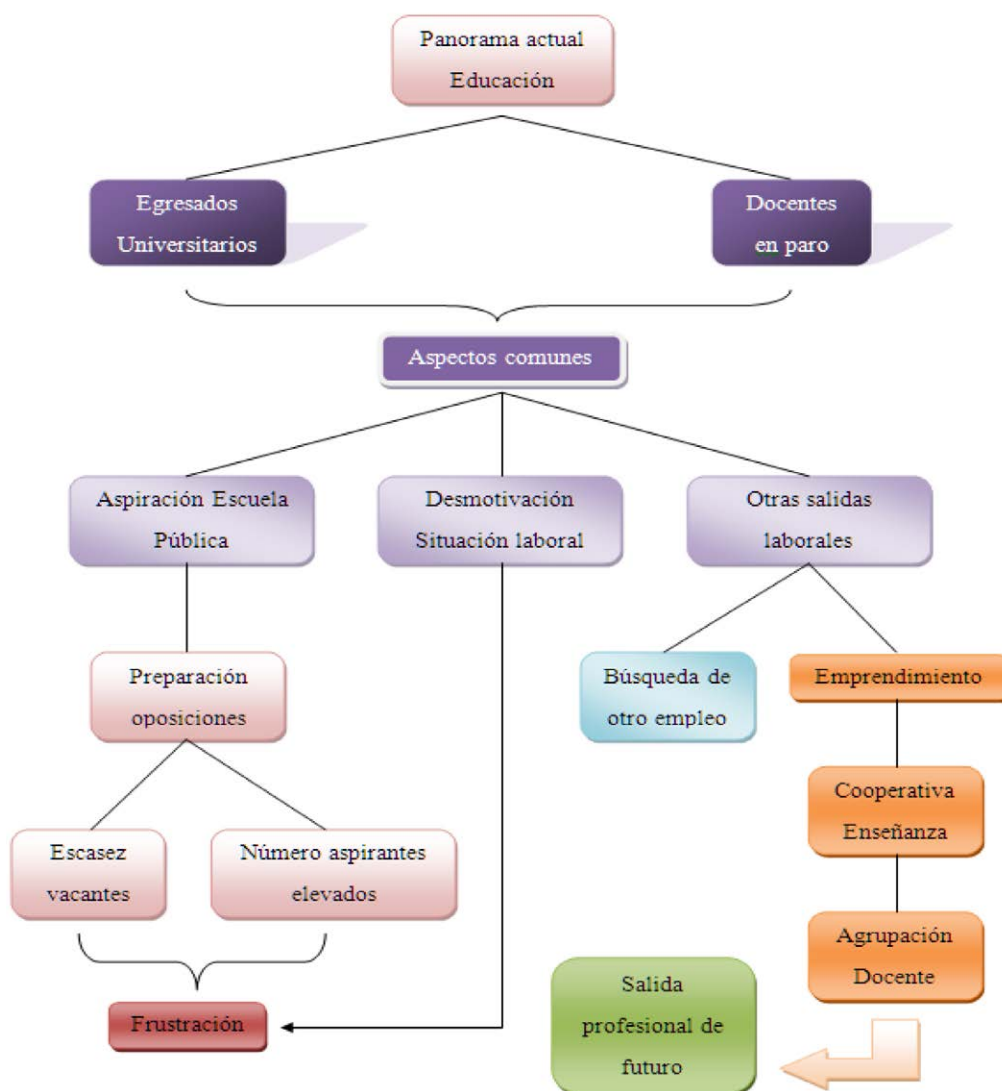 Panorama actual
Educación
Egresados
Universitarios
Docentes
en paro
Aspectos comunes
Aspiración Escuela
Pública
Desmotivación
Situación laboral
Otras salidas
laborales
Preparación
oposiciones
Búsqueda de
otro empleo
Emprendimiento
Cooperativa
Enseñanza
Escasez
vacantes
Número aspirantes
elevados
Agrupación
Docente
Frustración
Salida
profesional de
futuro